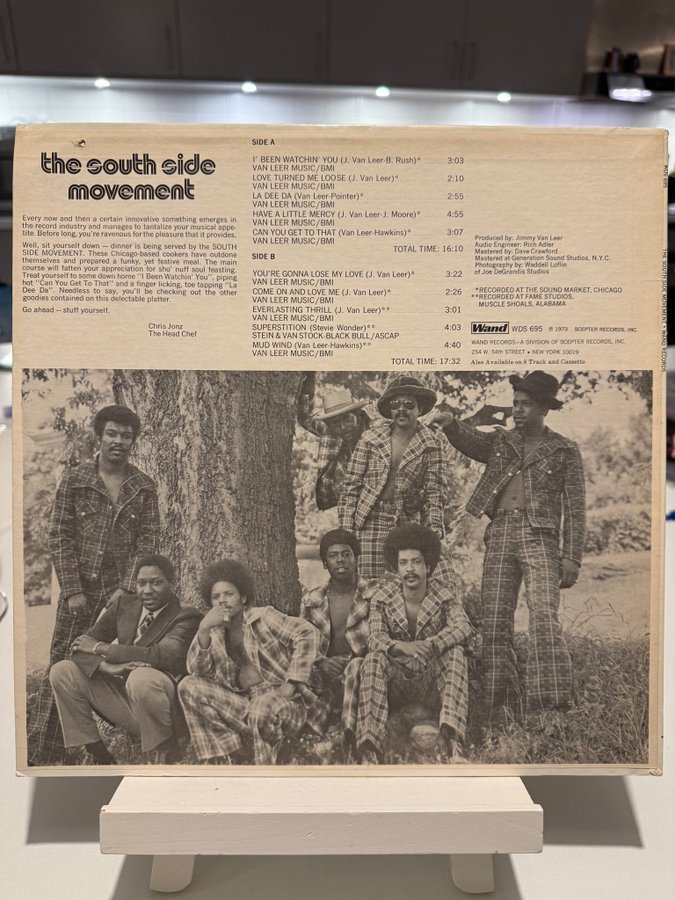 the south side
movement
Every now and then a certain innovative something emerges in
the record industry and manages to tantalize your musical appe-
tite. Before long, you're ravenous for the pleasure that it provides.
Well, sit yourself down — dinner is being served by the SOUTH
SIDE MOVEMENT. These Chicago-based cookers have outdone
themselves and prepared a funky, yet festive meal. The main
course will fatten your appreciation for sho' nuff soul feasting.
Treat yourself to some down home "I Been Watchin' You", piping
hot "Can You Get To That" and a finger licking, toe tapping "La
Dee Da". Needless to say, you'll be checking out the other
goodies contained on this delectable platter.
Go ahead — stuff yourself.
Chris Jonz
The Head Chef
SIDE A
I' BEEN WATCHIN' YOU (J. Van Leer-B. Rush)* 3:03
VAN LEER MUSIC/BMI
LOVE TURNED ME LOOSE (J. Van Leer)* 2:10
VAN LEER MUSIC/BMI
LA DEE DA (Van Leer-Pointer)* 2:55
VAN LEER MUSIC/BMI
HAVE A LITTLE MERCY (J. Van Leer-J. Moore)* 4:55
VAN LEER MUSIC/BMI
CAN YOU GET TO THAT (Van Leer-Hawkins)* 3:07
VAN LEER MUSIC/BMI
TOTAL TIME: 16:10
SIDE B
YOU'RE GONNA LOSE MY LOVE (J. Van Leer)* 3:22
VAN LEER MUSIC/BMI
COME ON AND LOVE ME (J. Van Leer)* 2:26
VAN LEER MUSIC/BMI
EVERLASTING THRILL (J. Van Leer)** 3:01
VAN LEER MUSIC/BMI
SUPERSTITION (Stevie Wonder)** 4:03
STEIN & VAN STOCK-BLACK BULL/ASCAP
MUD WIND (Van Leer-Hawkins)** 4:40
VAN LEER MUSIC/BMI
TOTAL TIME: 17:32
Produced by: Jimmy Van Leer
Audio Engineer: Rich Adler
Mastered by: Dave Crawford
Mastered at Generation Sound Studios, N.Y.C.
Photography by: Waddell Loflin
of Joe DeGrandis Studios
*RECORDED AT THE SOUND MARKET, CHICAGO
**RECORDED AT FAME STUDIOS,
MUSCLE SHOALS, ALABAMA
Wand WDS 695 ℗ 1973 SCEPTER RECORDS, INC.
WAND RECORDS—A DIVISION OF SCEPTER RECORDS, INC.
254 W. 54th STREET • NEW YORK 10019
Also Available on 8 Track and Cassette
WDS 695 THE SOUTH SIDE MOVEMENT • WAND RECORDS